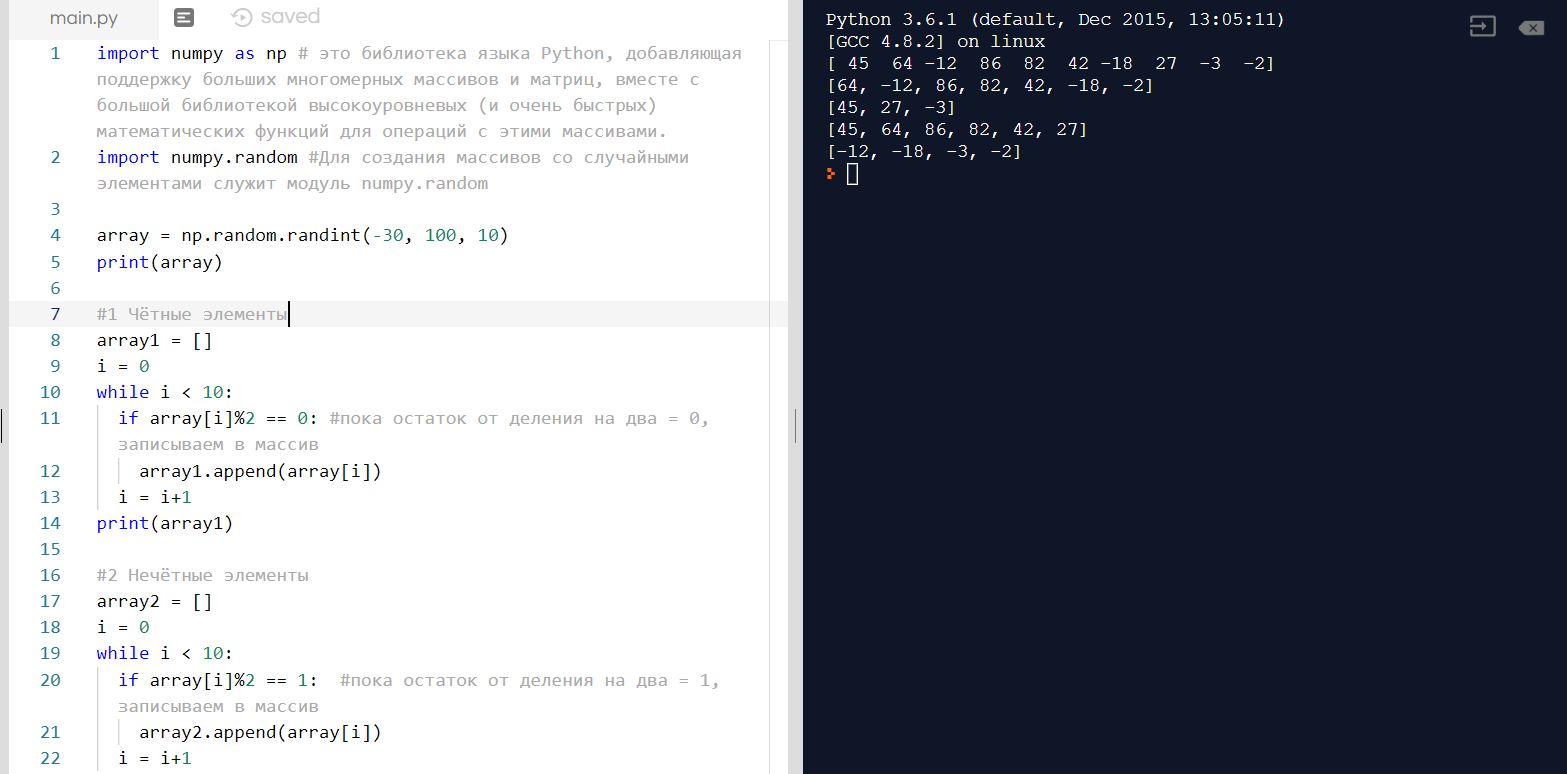 main.py saved
1 import numpy as np # это библиотека языка Python, добавляющая
поддержку больших многомерных массивов и матриц, вместе с
большой библиотекой высокоуровневых (и очень быстрых)
математических функций для операций с этими массивами.
2 import numpy.random #Для создания массивов со случайными
элементами служит модуль numpy.random
3
4 array = np.random.randint(-30, 100, 10)
5 print(array)
6
7 #1 Чётные элементы
8 array1 = []
9 i = 0
10 while i < 10:
11 if array[i]%2 == 0: #пока остаток от деления на два = 0,
записываем в массив
12 array1.append(array[i])
13 i = i+1
14 print(array1)
15
16 #2 Нечётные элементы
17 array2 = []
18 i = 0
19 while i < 10:
20 if array[i]%2 == 1:  #пока остаток от деления на два = 1,
записываем в массив
21 array2.append(array[i])
22 i = i+1
Python 3.6.1 (default, Dec 2015, 13:05:11)
[GCC 4.8.2] on linux
[ 45  64 -12  86  82  42 -18  27  -3  -2]
[64, -12, 86, 82, 42, -18, -2]
[45, 27, -3]
[45, 64, 86, 82, 42, 27]
[-12, -18, -3, -2]